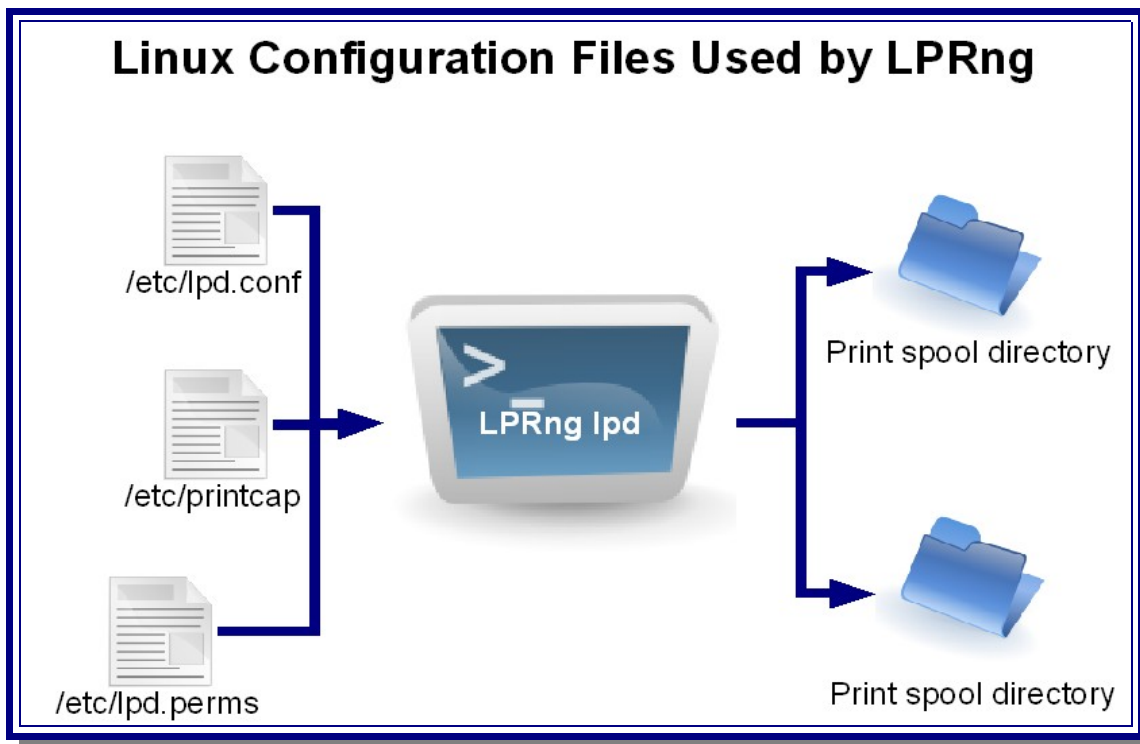 Linux Configuration Files Used by LPRng
/etc/lpd.conf
/etc/printcap
/etc/lpd.perms
>_
LPRng lpd
Print spool directory
Print spool directory